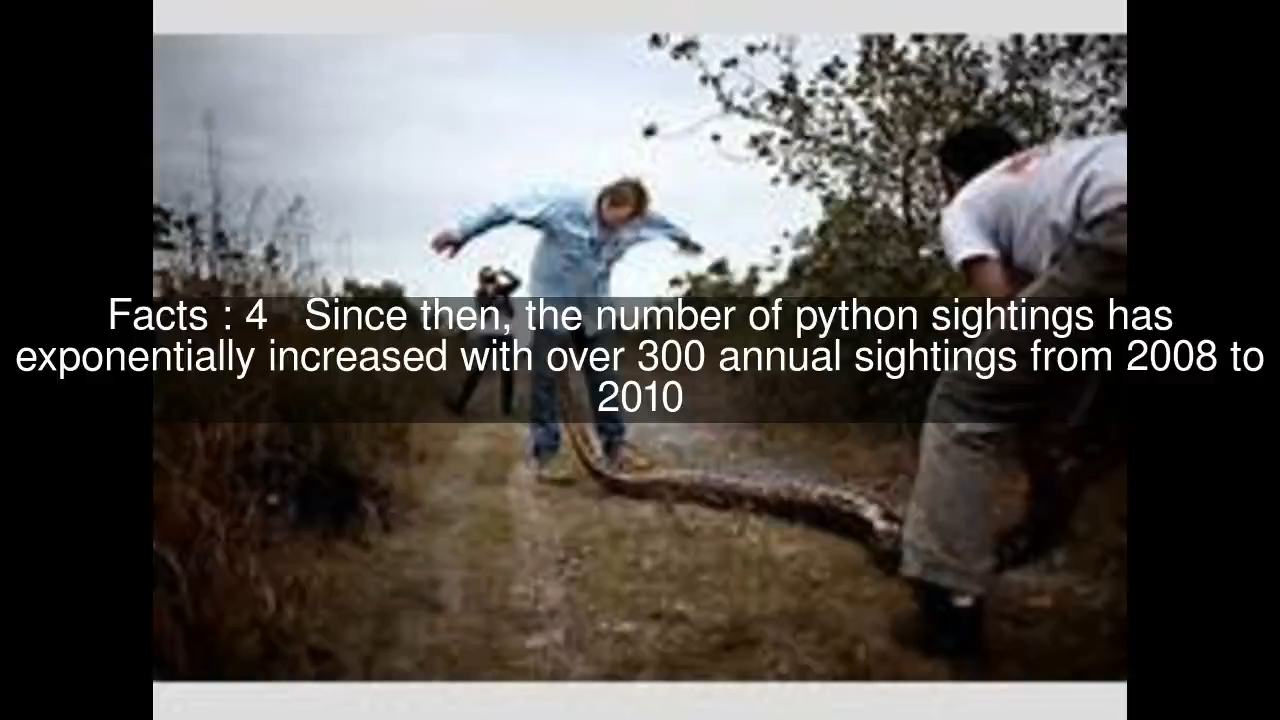 Facts : 4   Since then, the number of python sightings has
exponentially increased with over 300 annual sightings from 2008 to
2010